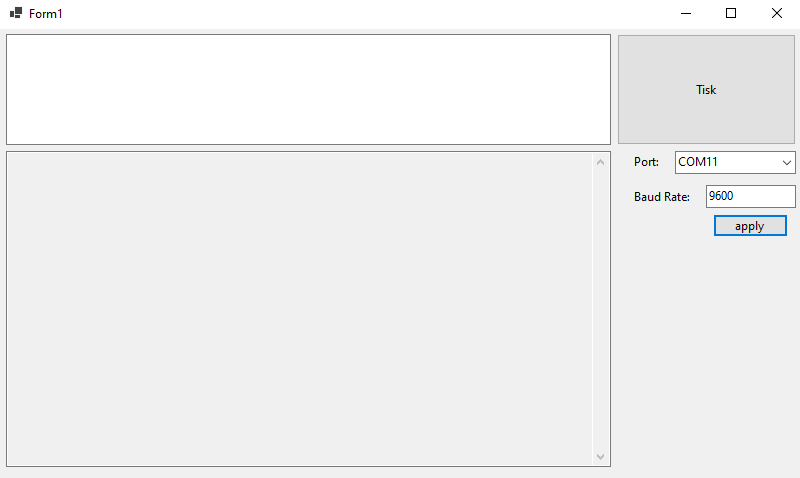 Form1
Tisk
Port:
COM11
Baud Rate:
9600
apply